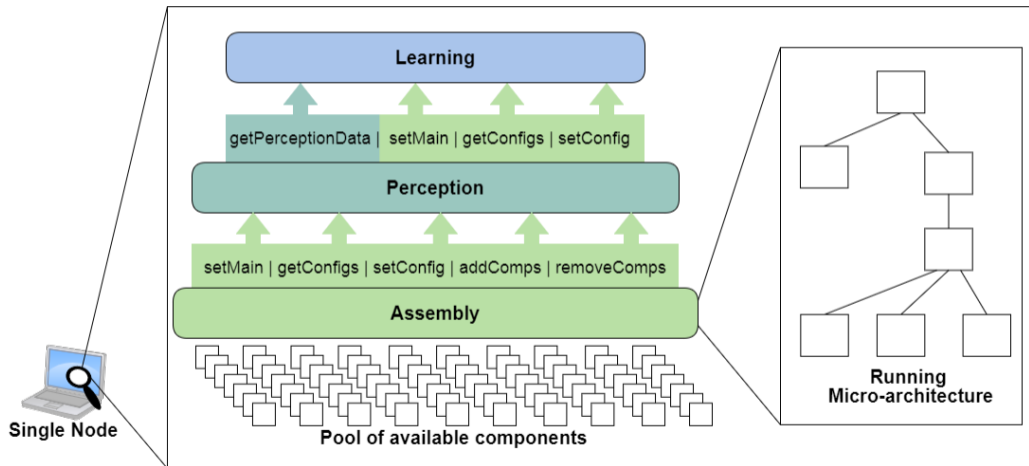 Learning
getPerceptionData | setMain | getConfigs | setConfig
Perception
setMain | getConfigs | setConfig | addComps | removeComps
Assembly
Pool of available components
Single Node
Running
Micro-architecture